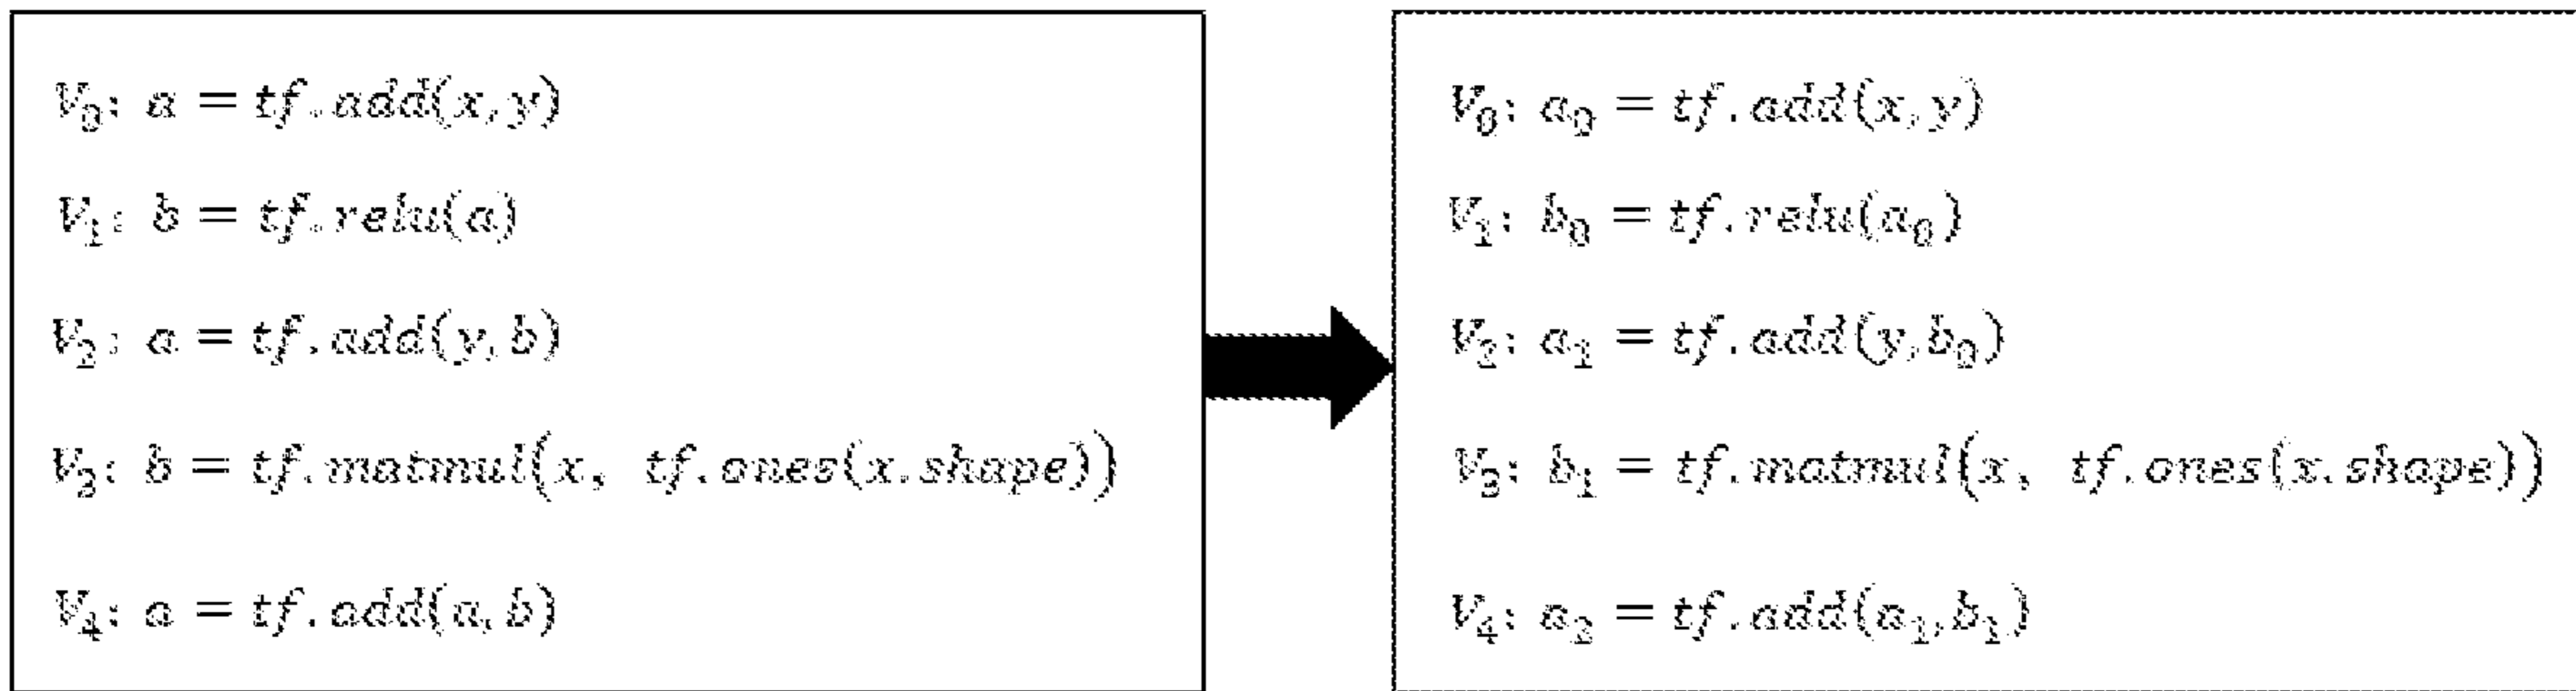 V₀: a = tf.add(x, y)
V₁: b = tf.relu(a)
V₂: a = tf.add(y, b)
V₃: b = tf.matmul(x, tf.ones(x.shape))
V₄: a = tf.add(a, b)
V₀: a₀ = tf.add(x, y)
V₁: b₀ = tf.relu(a₀)
V₂: a₁ = tf.add(y, b₀)
V₃: b₁ = tf.matmul(x, tf.ones(x.shape))
V₄: a₂ = tf.add(a₁, b₁)